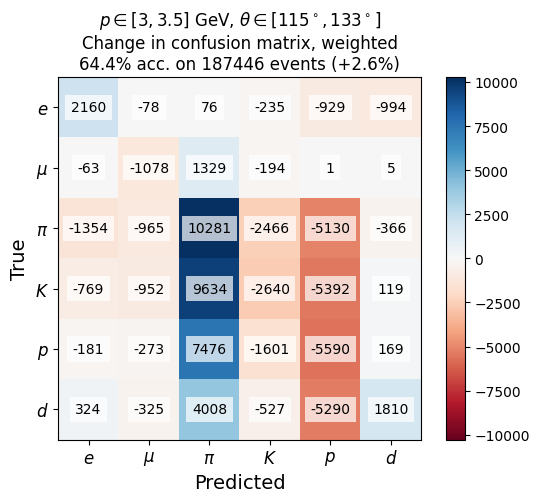 p ∈ [3, 3.5] GeV, θ ∈ [115°, 133°]
Change in confusion matrix, weighted
64.4% acc. on 187446 events (+2.6%)
True
e 2160 -78 76 -235 -929 -994
μ -63 -1078 1329 -194 1 5
π -1354 -965 10281 -2466 -5130 -366
K -769 -952 9634 -2640 -5392 119
p -181 -273 7476 -1601 -5590 169
d 324 -325 4008 -527 -5290 1810
e μ π K p d
Predicted
10000
7500
5000
2500
0
−2500
−5000
−7500
−10000